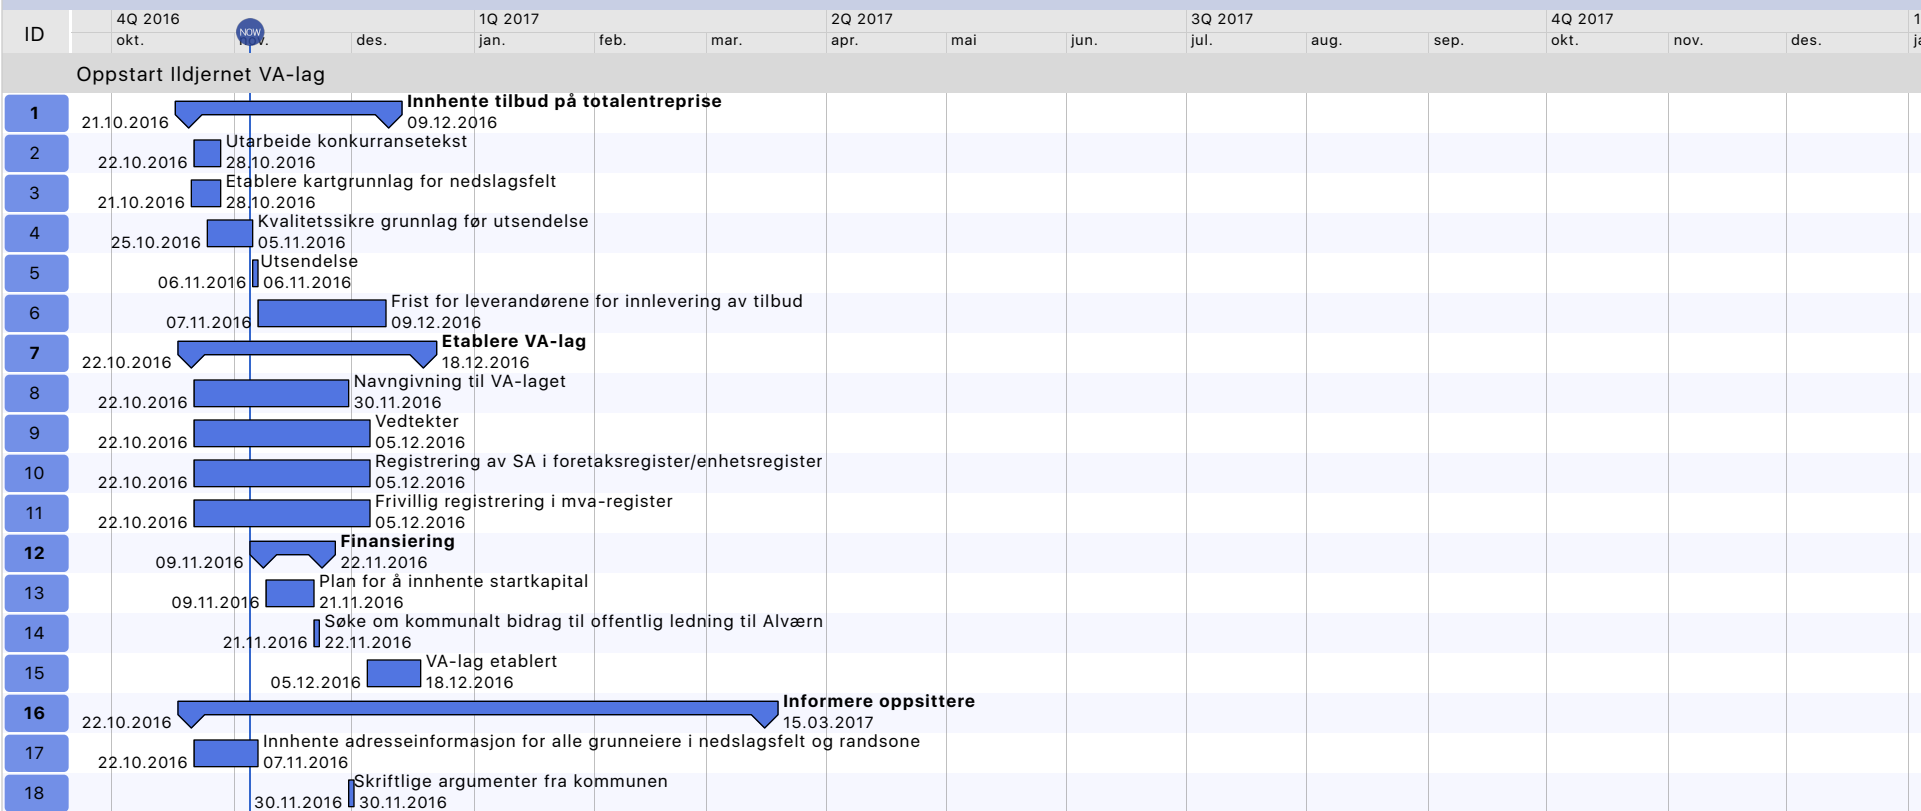 4Q 2016 1Q 2017 2Q 2017 3Q 2017 4Q 2017 1
ID NOW
okt. nov. des. jan. feb. mar. apr. mai jun. jul. aug. sep. okt. nov. des.
Oppstart Ildjernet VA-lag
1 Innhente tilbud på totalentreprise
21.10.2016 09.12.2016
2 Utarbeide konkurransetekst
22.10.2016 28.10.2016
3 Etablere kartgrunnlag for nedslagsfelt
21.10.2016 28.10.2016
4 Kvalitetssikre grunnlag før utsendelse
25.10.2016 05.11.2016
5 Utsendelse
06.11.2016 06.11.2016
6 Frist for leverandørene for innlevering av tilbud
07.11.2016 09.12.2016
7 Etablere VA-lag
22.10.2016 18.12.2016
8 Navngivning til VA-laget
22.10.2016 30.11.2016
9 Vedtekter
22.10.2016 05.12.2016
10 Registrering av SA i foretaksregister/enhetsregister
22.10.2016 05.12.2016
11 Frivillig registrering i mva-register
22.10.2016 05.12.2016
12 Finansiering
09.11.2016 22.11.2016
13 Plan for å innhente startkapital
09.11.2016 21.11.2016
14 Søke om kommunalt bidrag til offentlig ledning til Alværn
21.11.2016 22.11.2016
15 VA-lag etablert
05.12.2016 18.12.2016
16 Informere oppsittere
22.10.2016 15.03.2017
17 Innhente adresseinformasjon for alle grunneiere i nedslagsfelt og randsone
22.10.2016 07.11.2016
18 Skriftlige argumenter fra kommunen
30.11.2016 30.11.2016